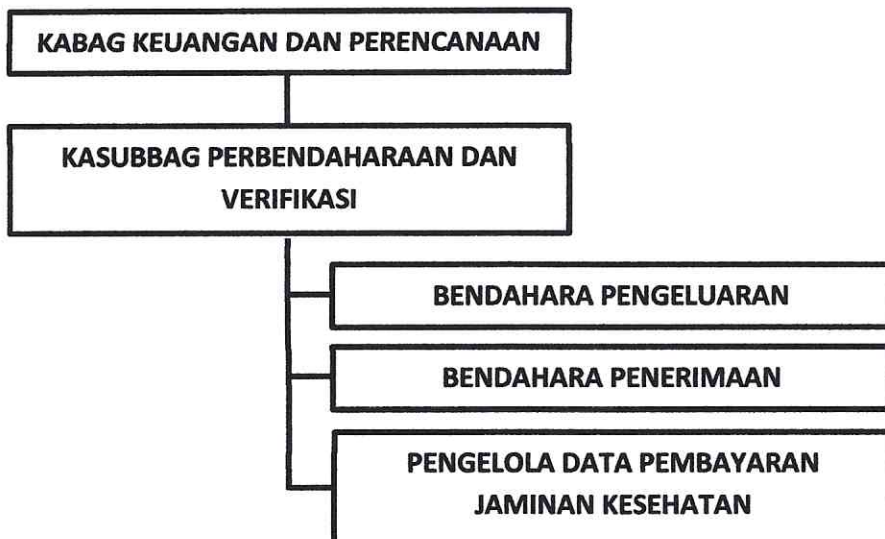 KABAG KEUANGAN DAN PERENCANAAN
KASUBBAG PERBENDAHARAAN DAN
VERIFIKASI
BENDAHARA PENGELUARAN
BENDAHARA PENERIMAAN
PENGELOLA DATA PEMBAYARAN
JAMINAN KESEHATAN